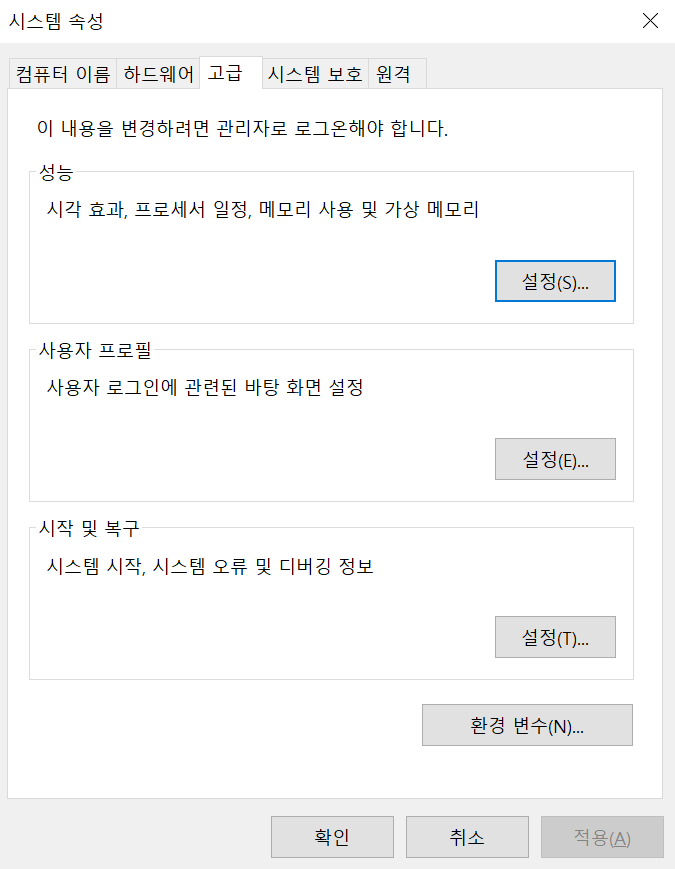 시스템 속성
컴퓨터 이름 하드웨어 고급 시스템 보호 원격
이 내용을 변경하려면 관리자로 로그온해야 합니다.
성능
시각 효과, 프로세서 일정, 메모리 사용 및 가상 메모리
설정(S)...
사용자 프로필
사용자 로그인에 관련된 바탕 화면 설정
설정(E)...
시작 및 복구
시스템 시작, 시스템 오류 및 디버깅 정보
설정(T)...
환경 변수(N)...
확인 취소 적용(A)